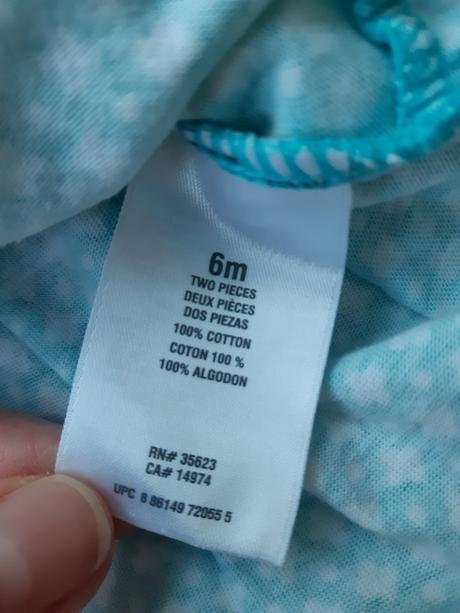 6m
TWO PIECES
DEUX PIÈCES
DOS PIEZAS
100% COTTON
COTON 100 %
100% ALGODON
RN# 35623
CA# 14974
UPC 8 86149 72055 5